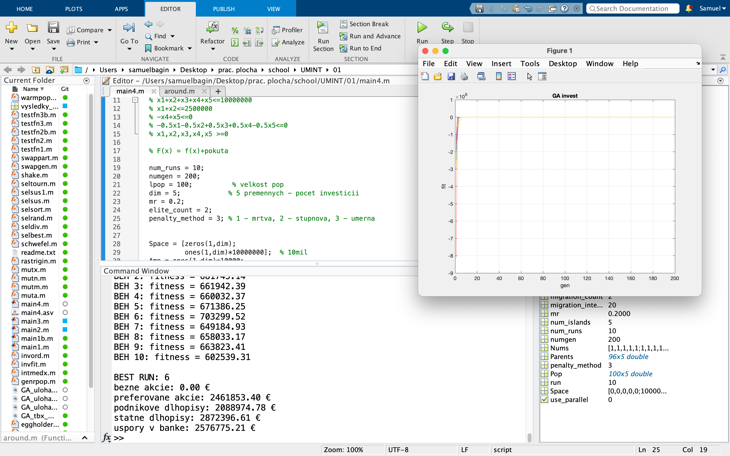 HOME PLOTS APPS EDITOR PUBLISH VIEW Search Documentation Samuel
New Open Save Compare Print Go To Find Bookmark Refactor Profiler Analyze Run Section Section Break Run and Advance Run to End Run Step Stop
FILE NAVIGATE CODE ANALYZE SECTION
/ Users samuelbagin Desktop prac. plocha school UMINT 01
Current Folder
Name Git
warmpop...
vysledky_...
testfn3b.m
testfn3.m
testfn2b.m
testfn2.m
testfn1.m
swappart.m
swapgen.m
shake.m
seltourn.m
selsus1.m
selsus.m
selsort.m
selrand.m
seldiv.m
selbest.m
schwefel.m
readme.txt
rastrigin.m
mutx.m
mutn.m
mutm.m
muta.m
main4.m
main4.asv
main3.m
main2.m
main1b.m
main1.m
invord.m
invfit.m
intmedx.m
genrpop.m
GA_uloha...
GA_uloha...
GA_uloha...
GA_tbx_...
eggholder...
around.m (Functi...
Editor - /Users/samuelbagin/Desktop/prac. plocha/school/UMINT/01/main4.m
main4.m around.m
11 % x1+x2+x3+x4+x5<=10000000
12 % x1+x2<=2500000
13 % -x4+x5<=0
14 % -0.5x1-0.5x2+0.5x3+0.5x4-0.5x5<=0
15 % x1,x2,x3,x4,x5 >=0
16
17 % F(x) = f(x)+pokuta
18
19 num_runs = 10;
20 numgen = 200;
21 lpop = 100; % velkost pop
22 dim = 5; % 5 premennych - pocet investicii
23 mr = 0.2;
24 elite_count = 2;
25 penalty_method = 3; % 1 - mrtva, 2 - stupnova, 3 - umerna
26
27
28 Space = [zeros(1,dim);
29 ones(1,dim)*10000000]; % 10mil
Command Window
BEH 3: fitness = 661942.39
BEH 4: fitness = 660032.37
BEH 5: fitness = 671386.25
BEH 6: fitness = 703299.52
BEH 7: fitness = 649184.93
BEH 8: fitness = 658033.17
BEH 9: fitness = 663823.41
BEH 10: fitness = 602539.31
BEST RUN: 6
bezne akcie: 0.00 €
preferovane akcie: 2461853.40 €
podnikove dlhopisy: 2088974.78 €
statne dlhopisy: 2872396.61 €
uspory v banke: 2576775.21 €
fx >>
Figure 1
File Edit View Insert Tools Desktop Window Help
GA invest
fit
1
0
-1
-2
-3
-4
-5
-6
-7
-8
-9
0 20 40 60 80 100 120 140 160 180 200
gen
migration_count 2
migration_inte... 20
mr 0.2000
num_islands 5
num_runs 10
numgen 200
Nums [1,1,1,1,1;1,1,1...
Parents 96x5 double
penalty_method 3
Pop 100x5 double
run 10
Space [0,0,0,0,0;10000...
use_parallel 0
Zoom: 100% UTF-8 LF script Ln 25 Col 19